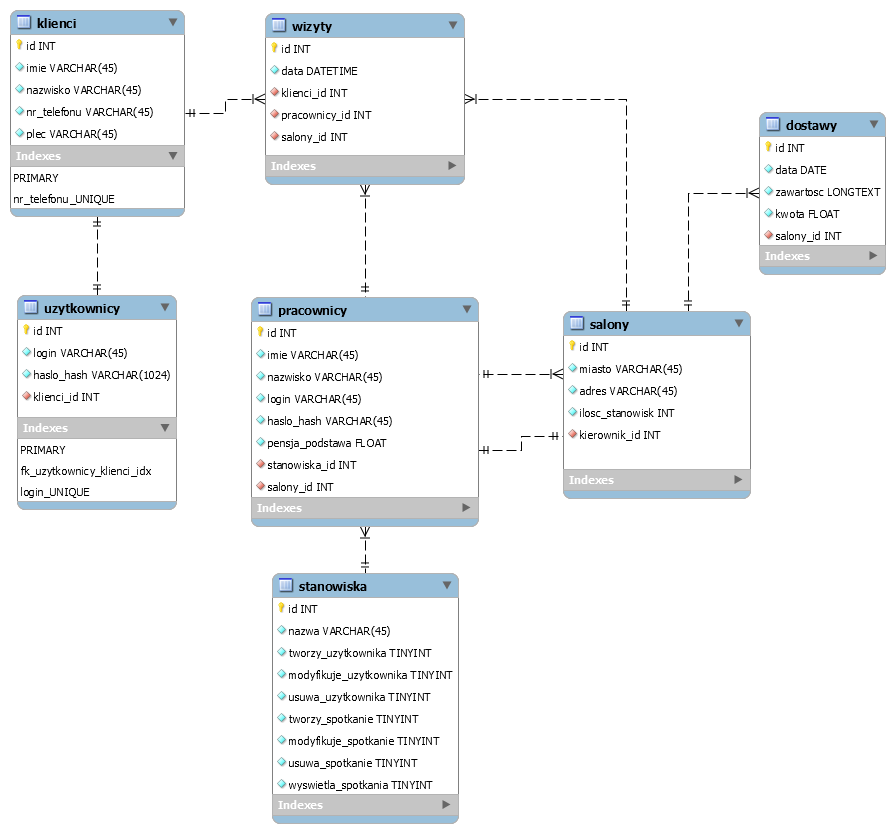 klienci
id INT
imie VARCHAR(45)
nazwisko VARCHAR(45)
nr_telefonu VARCHAR(45)
plec VARCHAR(45)
Indexes
PRIMARY
nr_telefonu_UNIQUE
wizyty
id INT
data DATETIME
klienci_id INT
pracownicy_id INT
salony_id INT
Indexes
dostawy
id INT
data DATE
zawartosc LONGTEXT
kwota FLOAT
salony_id INT
Indexes
uzytkownicy
id INT
login VARCHAR(45)
haslo_hash VARCHAR(1024)
klienci_id INT
Indexes
PRIMARY
fk_uzytkownicy_klienci_idx
login_UNIQUE
pracownicy
id INT
imie VARCHAR(45)
nazwisko VARCHAR(45)
login VARCHAR(45)
haslo_hash VARCHAR(45)
pensja_podstawa FLOAT
stanowiska_id INT
salony_id INT
Indexes
salony
id INT
miasto VARCHAR(45)
adres VARCHAR(45)
ilosc_stanowisk INT
kierownik_id INT
Indexes
stanowiska
id INT
nazwa VARCHAR(45)
tworzy_uzytkownika TINYINT
modyfikuje_uzytkownika TINYINT
usuwa_uzytkownika TINYINT
tworzy_spotkanie TINYINT
modyfikuje_spotkanie TINYINT
usuwa_spotkanie TINYINT
wyswietla_spotkania TINYINT
Indexes